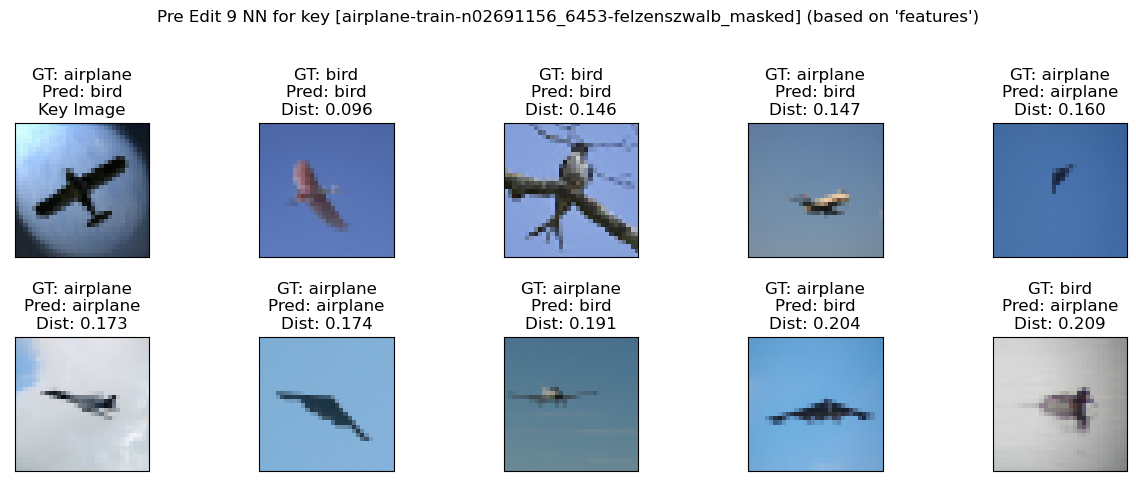 Pre Edit 9 NN for key [airplane-train-n02691156_6453-felzenszwalb_masked] (based on 'features')
GT: airplane
Pred: bird
Key Image
GT: bird
Pred: bird
Dist: 0.096
GT: bird
Pred: bird
Dist: 0.146
GT: airplane
Pred: bird
Dist: 0.147
GT: airplane
Pred: airplane
Dist: 0.160
GT: airplane
Pred: airplane
Dist: 0.173
GT: airplane
Pred: airplane
Dist: 0.174
GT: airplane
Pred: bird
Dist: 0.191
GT: airplane
Pred: bird
Dist: 0.204
GT: bird
Pred: airplane
Dist: 0.209